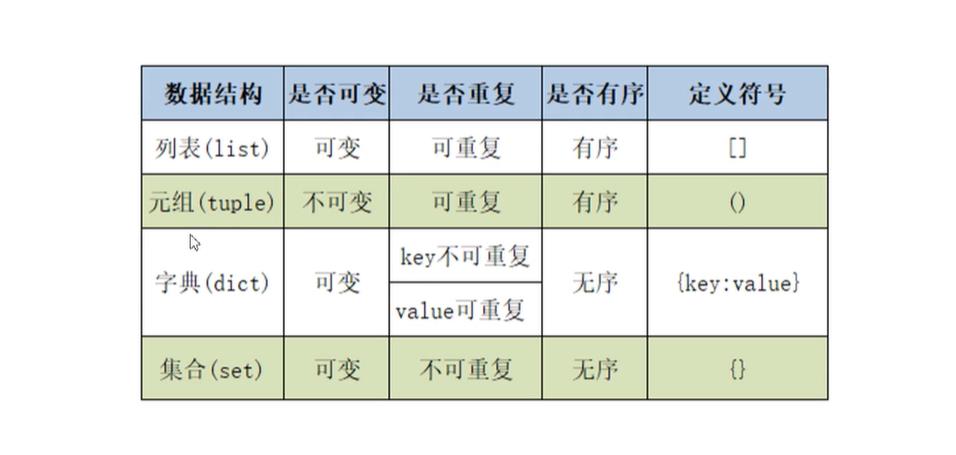 数据结构 是否可变 是否重复 是否有序 定义符号
列表(list) 可变 可重复 有序 []
元组(tuple) 不可变 可重复 有序 ()
字典(dict) 可变 key不可重复 无序 {key:value}
value可重复
集合(set) 可变 不可重复 无序 {}